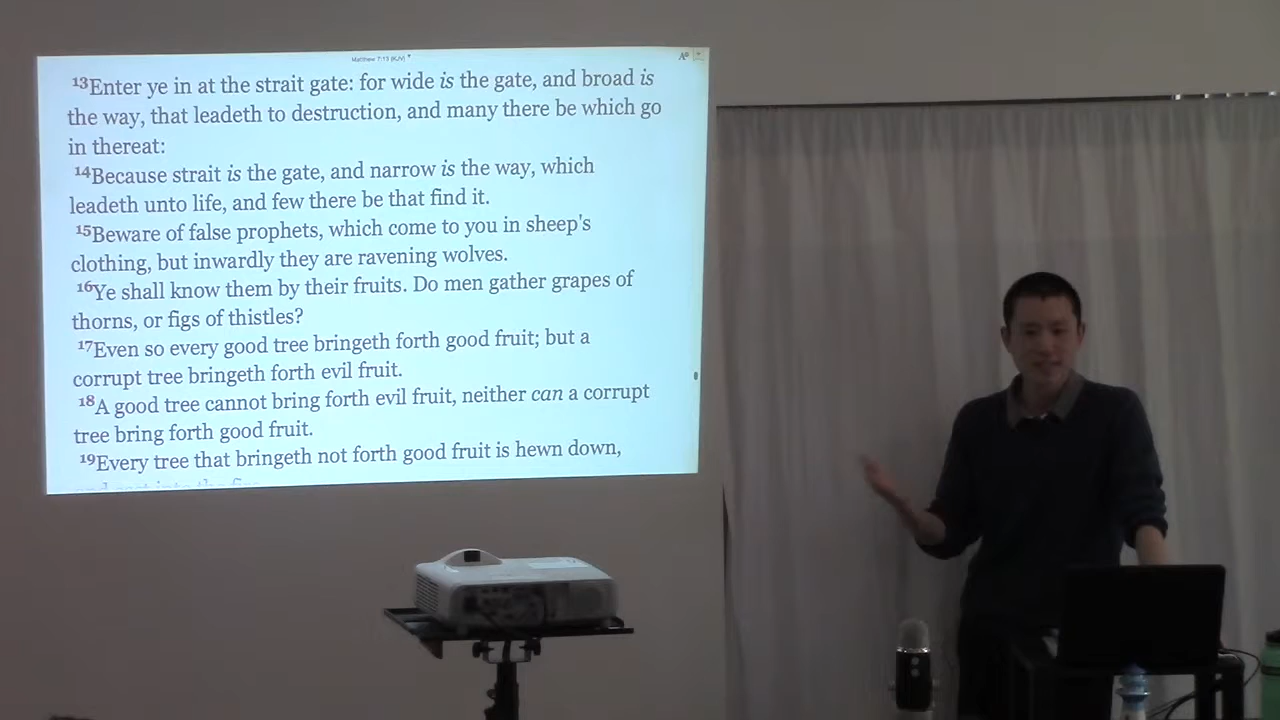 Matthew 7:13 (KJV)
13Enter ye in at the strait gate: for wide is the gate, and broad is
the way, that leadeth to destruction, and many there be which go
in thereat:
14Because strait is the gate, and narrow is the way, which
leadeth unto life, and few there be that find it.
15Beware of false prophets, which come to you in sheep's
clothing, but inwardly they are ravening wolves.
16Ye shall know them by their fruits. Do men gather grapes of
thorns, or figs of thistles?
17Even so every good tree bringeth forth good fruit; but a
corrupt tree bringeth forth evil fruit.
18A good tree cannot bring forth evil fruit, neither can a corrupt
tree bring forth good fruit.
19Every tree that bringeth not forth good fruit is hewn down,